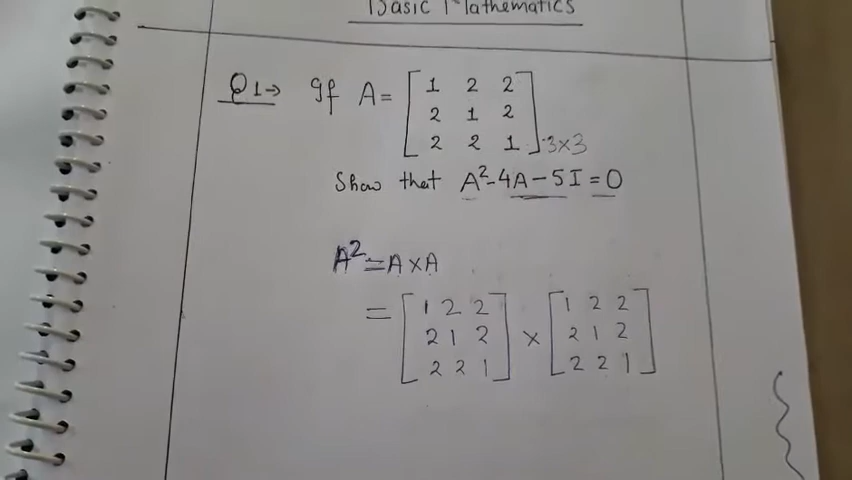 Basic Mathematics
Q1→ If A = [1 2 2
2 1 2
2 2 1] 3×3
Show that A²-4A-5I=0
A²=A×A
= [1 2 2 2 1 2 2 2 1] × [1 2 2 2 1 2 2 2 1]